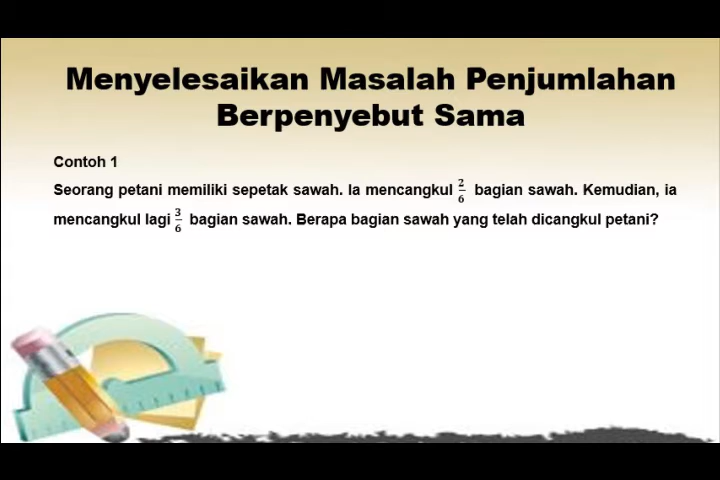 Menyelesaikan Masalah Penjumlahan
Berpenyebut Sama
Contoh 1
Seorang petani memiliki sepetak sawah. Ia mencangkul 2/6 bagian sawah. Kemudian, ia
mencangkul lagi 3/6 bagian sawah. Berapa bagian sawah yang telah dicangkul petani?